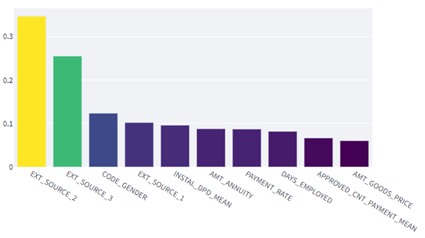 0.3
0.2
0.1
0
EXT_SOURCE_2
EXT_SOURCE_3
CODE_GENDER
EXT_SOURCE_1
INSTAL_DPD_MEAN
AMT_ANNUITY
PAYMENT_RATE
DAYS_EMPLOYED
APPROVED_CNT_PAYMENT_MEAN
AMT_GOODS_PRICE